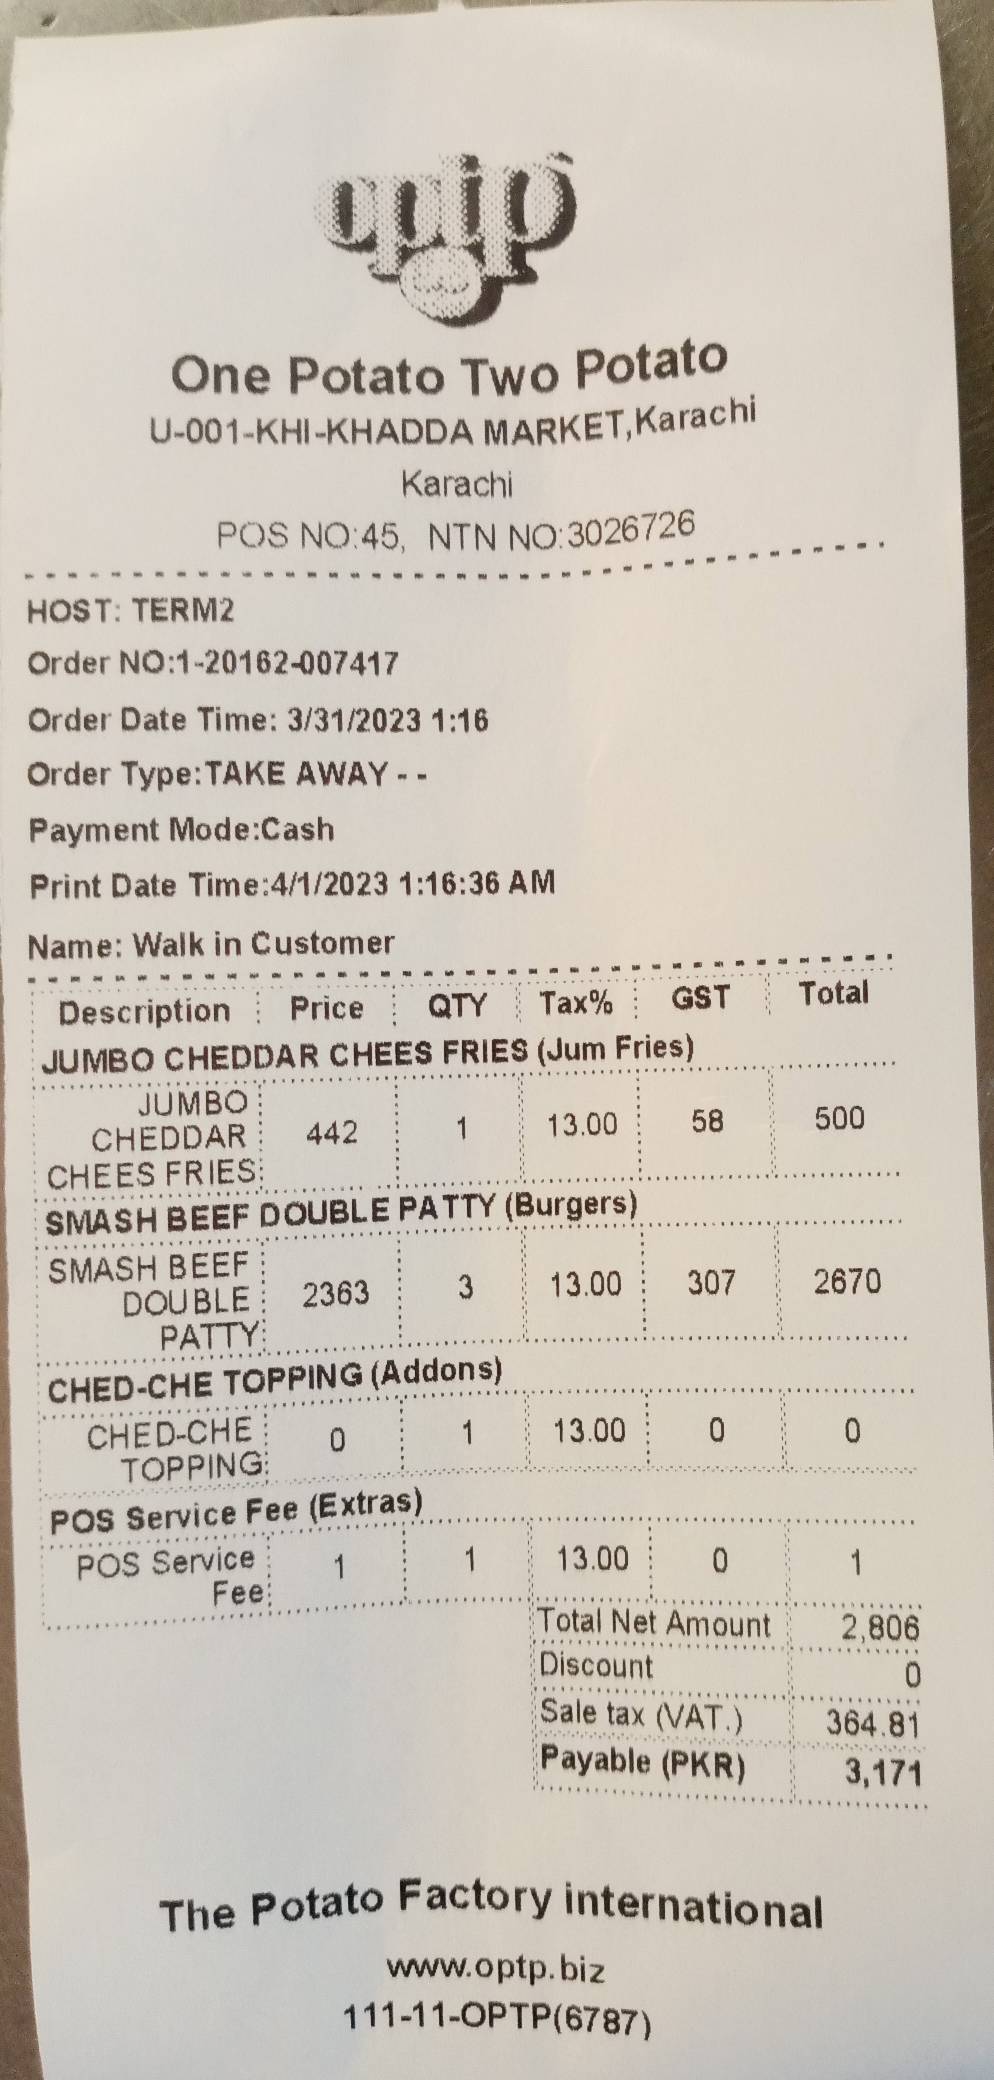 optp
One Potato Two Potato
U-001-KHI-KHADDA MARKET,Karachi
Karachi
POS NO:45, NTN NO:3026726
HOST: TERM2
Order NO:1-20162-007417
Order Date Time: 3/31/2023 1:16
Order Type:TAKE AWAY - -
Payment Mode:Cash
Print Date Time:4/1/2023 1:16:36 AM
Name: Walk in Customer
Description Price QTY Tax% GST Total
JUMBO CHEDDAR CHEES FRIES (Jum Fries)
JUMBO
CHEDDAR 442 1 13.00 58 500
CHEES FRIES
SMASH BEEF DOUBLE PATTY (Burgers)
SMASH BEEF
DOUBLE 2363 3 13.00 307 2670
PATTY
CHED-CHE TOPPING (Addons)
CHED-CHE 0 1 13.00 0 0
TOPPING
POS Service Fee (Extras)
POS Service 1 1 13.00 0 1
Fee
Total Net Amount 2,806
Discount 0
Sale tax (VAT.) 364.81
Payable (PKR) 3,171
The Potato Factory international
www.optp.biz
111-11-OPTP(6787)